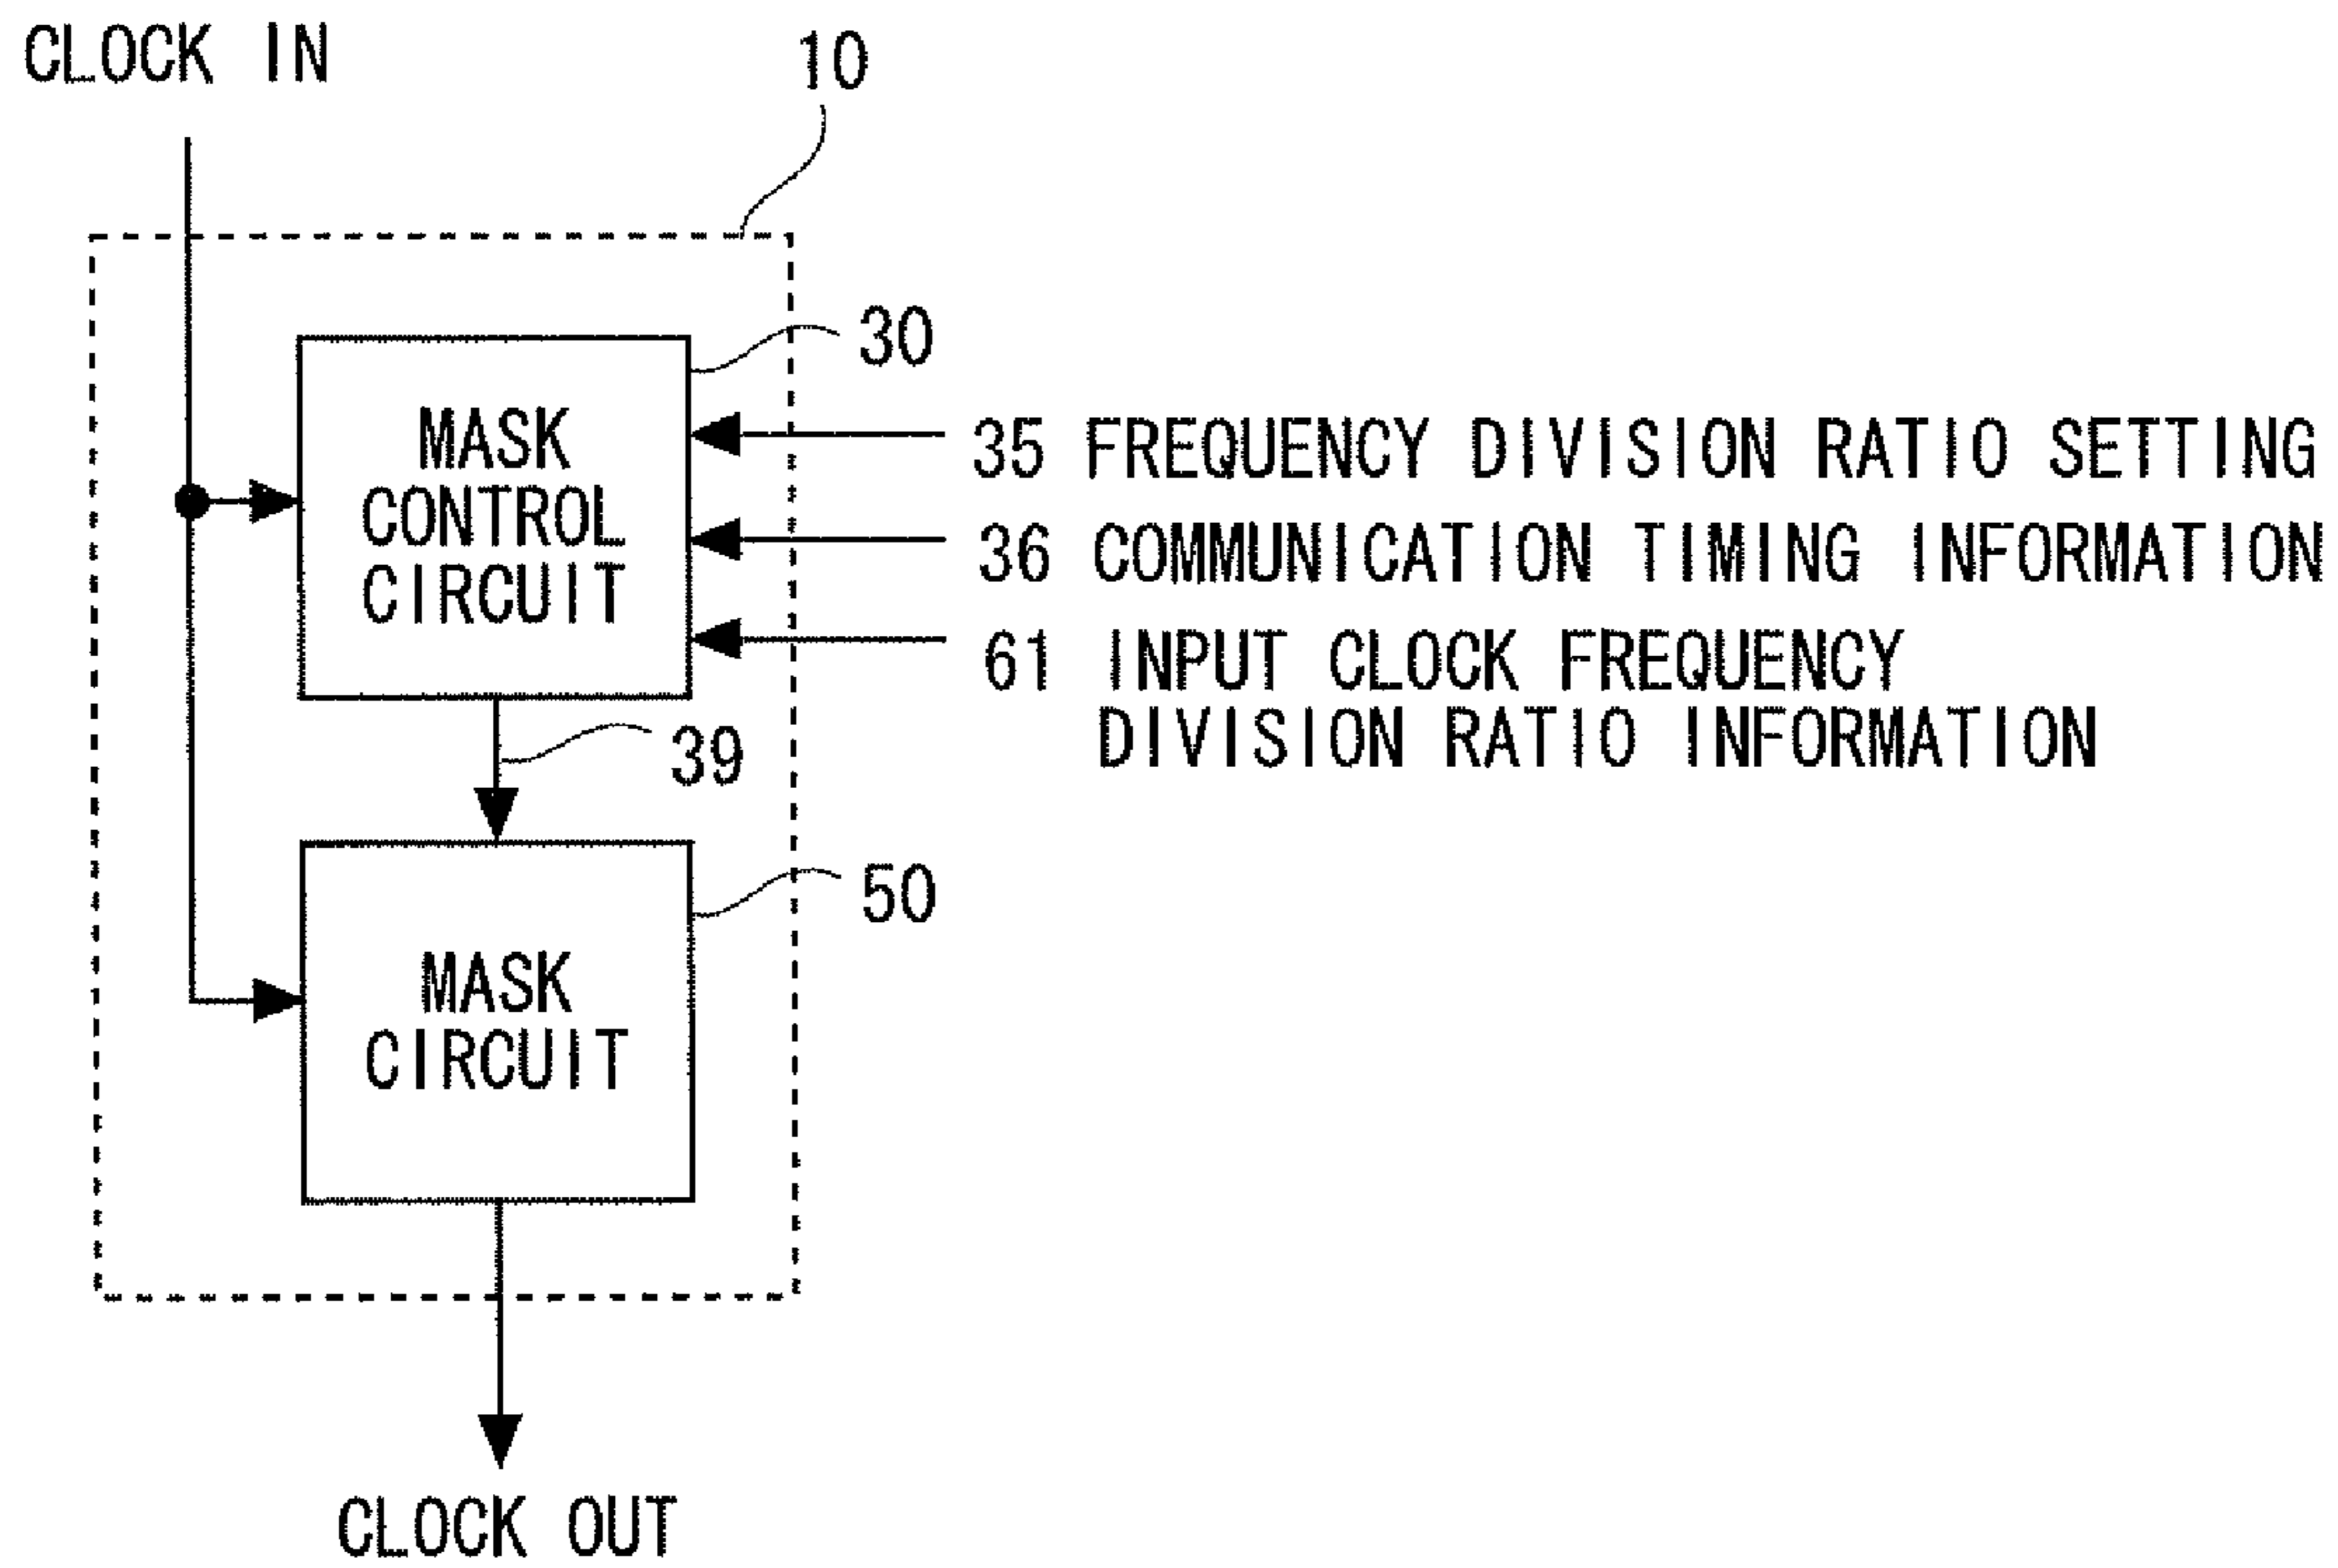 CLOCK IN
10
30
MASK
CONTROL
CIRCUIT
35 FREQUENCY DIVISION RATIO SETTING
36 COMMUNICATION TIMING INFORMATION
61 INPUT CLOCK FREQUENCY
DIVISION RATIO INFORMATION
39
50
MASK
CIRCUIT
CLOCK OUT